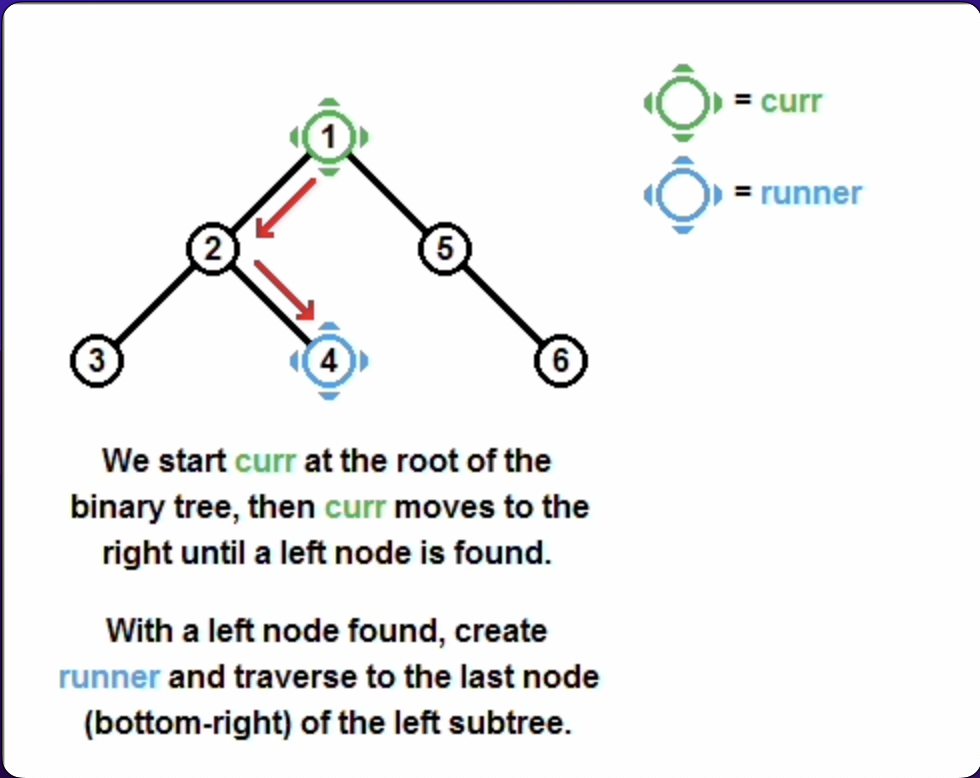 1
= curr
= runner
2
5
3
4
6
We start curr at the root of the
binary tree, then curr moves to the
right until a left node is found.
With a left node found, create
runner and traverse to the last node
(bottom-right) of the left subtree.